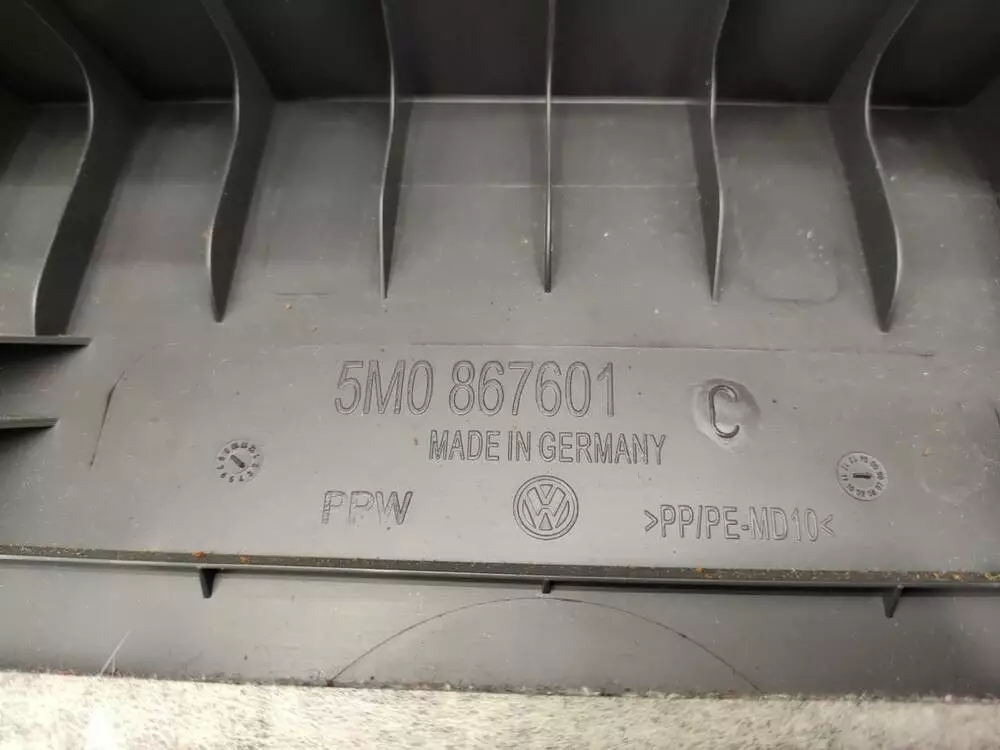 5M0 867601 C
MADE IN GERMANY
PPW
>PP/PE-MD10<